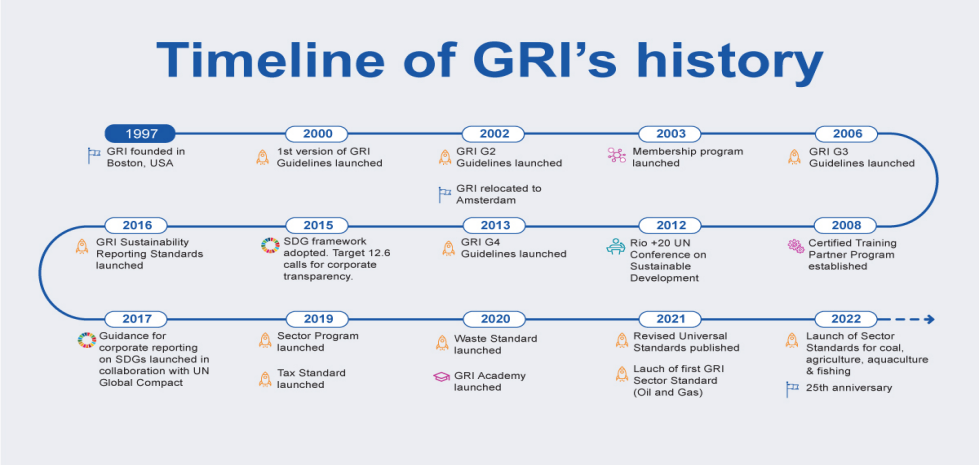 Timeline of GRI's history
1997
GRI founded in
Boston, USA
2000
1st version of GRI
Guidelines launched
2002
GRI G2
Guidelines launched
GRI relocated to
Amsterdam
2003
Membership program
launched
2006
GRI G3
Guidelines launched
2016
GRI Sustainability
Reporting Standards
launched
2015
SDG framework
adopted. Target 12.6
calls for corporate
transparency.
2013
GRI G4
Guidelines launched
2012
Rio +20 UN
Conference on
Sustainable
Development
2008
Certified Training
Partner Program
established
2017
Guidance for
corporate reporting
on SDGs launched in
collaboration with UN
Global Compact
2019
Sector Program
launched
Tax Standard
launched
2020
Waste Standard
launched
GRI Academy
launched
2021
Revised Universal
Standards published
Lauch of first GRI
Sector Standard
(Oil and Gas)
2022
Launch of Sector
Standards for coal,
agriculture, aquaculture
& fishing
25th anniversary